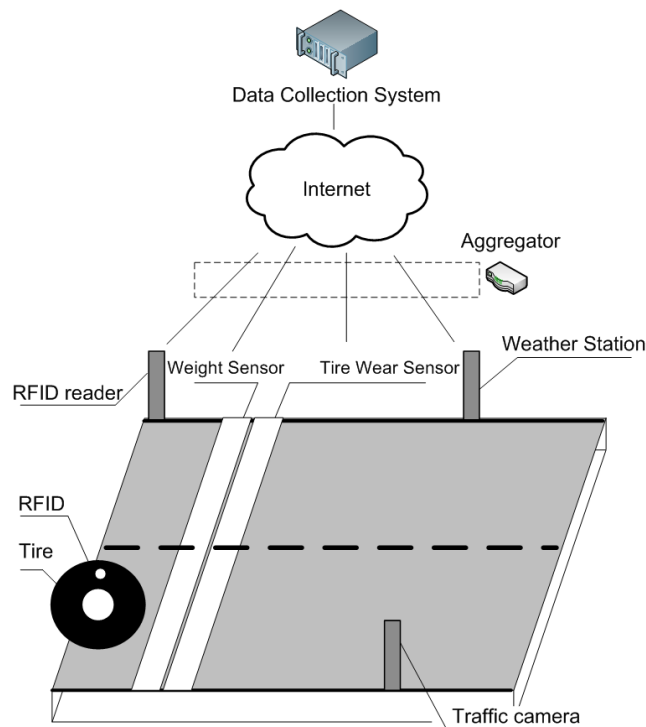 Data Collection System
Internet
Aggregator
Weather Station
Weight Sensor
Tire Wear Sensor
RFID reader
RFID
Tire
Traffic camera